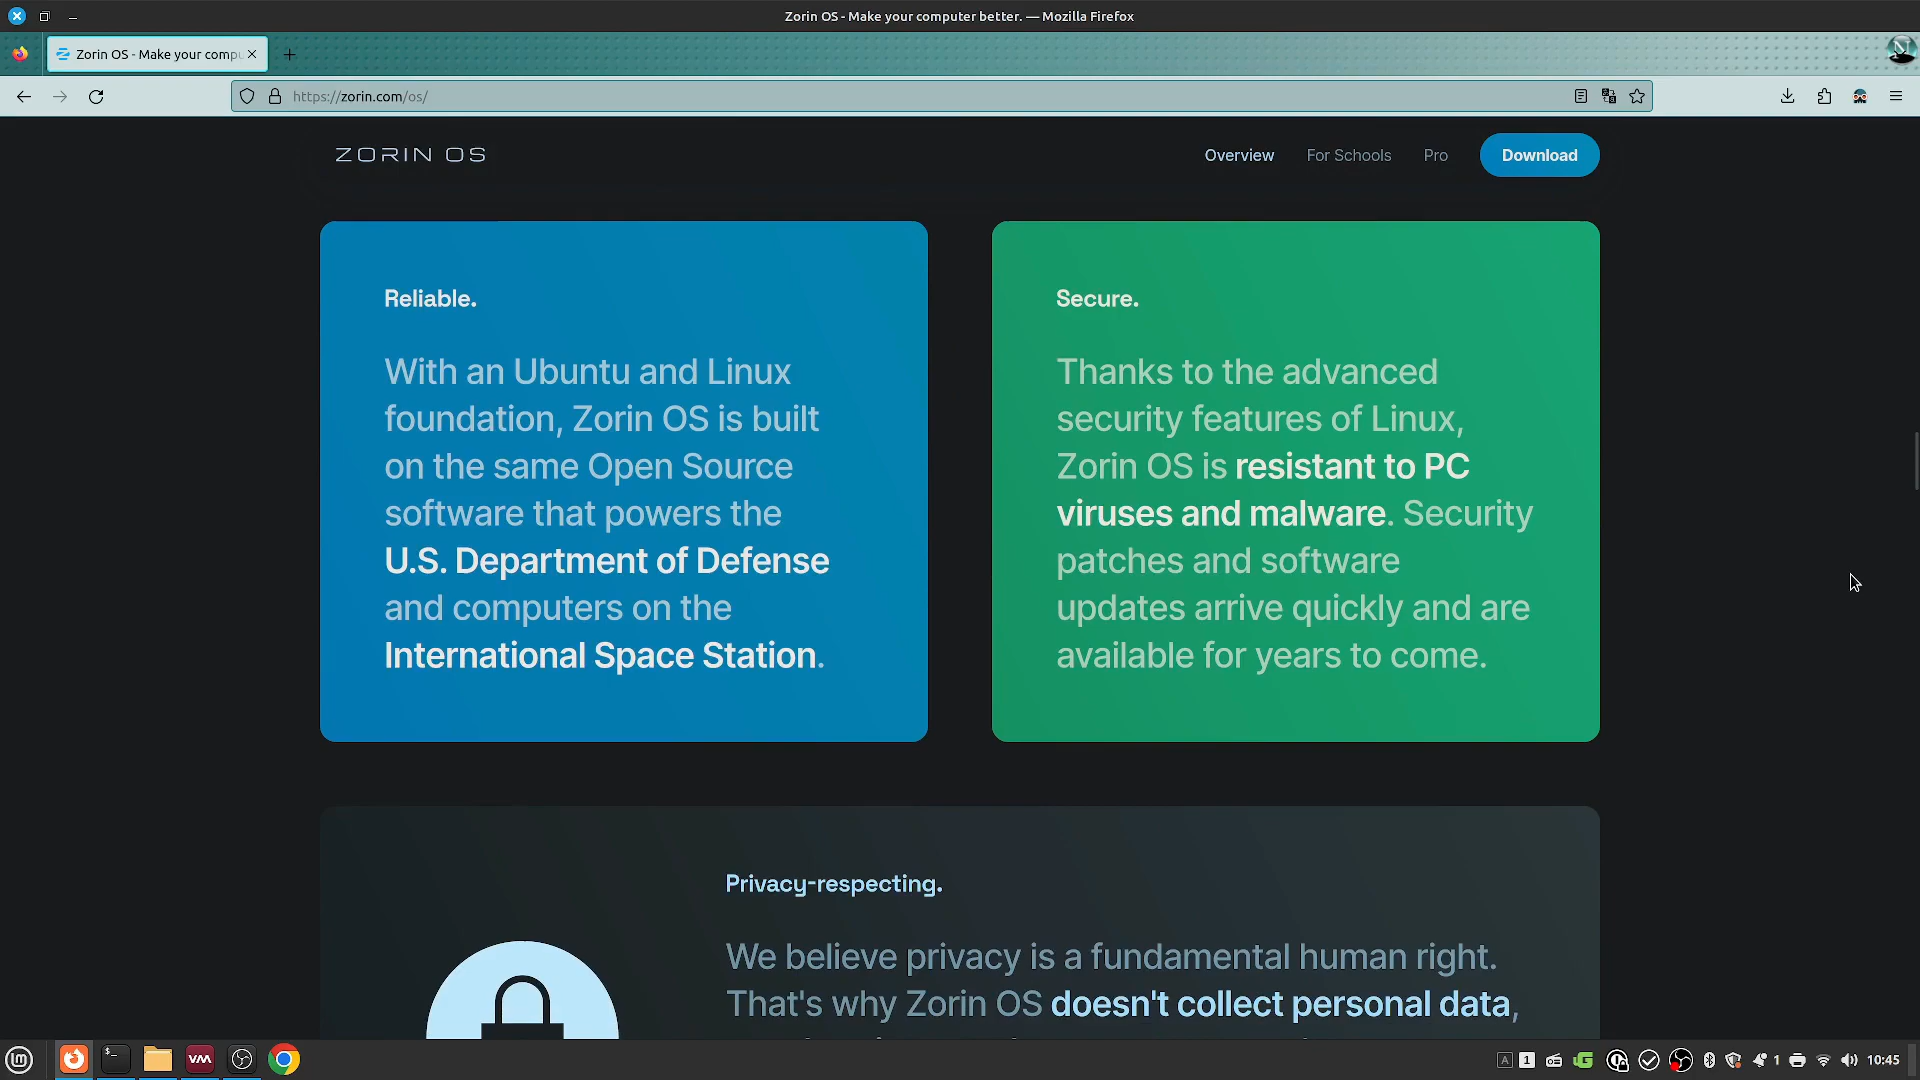 Zorin OS - Make your computer better. — Mozilla Firefox
Zorin OS - Make your compu
https://zorin.com/os/
ZORIN OS
Overview
For Schools
Pro
Download
Reliable.
With an Ubuntu and Linux
foundation, Zorin OS is built
on the same Open Source
software that powers the
U.S. Department of Defense
and computers on the
International Space Station.
Secure.
Thanks to the advanced
security features of Linux,
Zorin OS is resistant to PC
viruses and malware. Security
patches and software
updates arrive quickly and are
available for years to come.
Privacy-respecting.
We believe privacy is a fundamental human right.
That's why Zorin OS doesn't collect personal data,
A
1
1
10:45